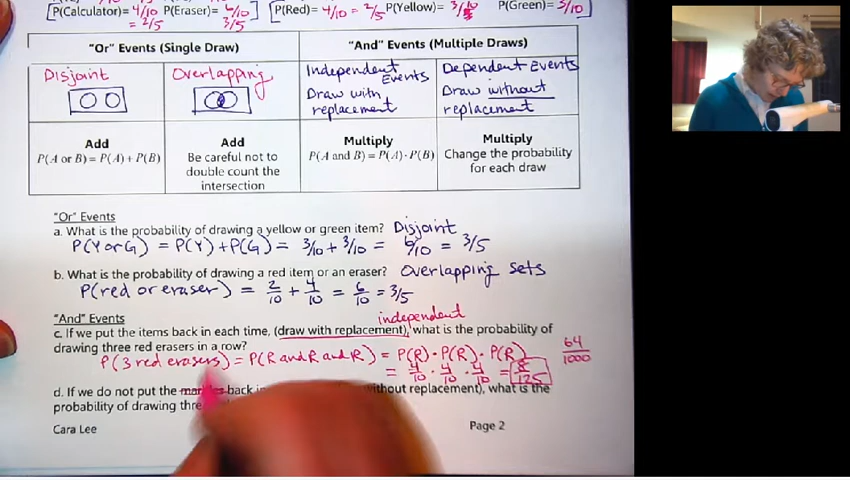 P(Calculator)= 4/10 P(Eraser)= 6/10
= 2/5 3/5
P(Red)= 4/10 = 2/5 P(Yellow)= 3/10 P(Green)= 3/10
"Or" Events (Single Draw) "And" Events (Multiple Draws)
Disjoint Overlapping Independent Events Dependent Events
Draw with replacement Draw without replacement
Add
P(A or B) = P(A) + P(B)
Add
Be careful not to
double count the
intersection
Multiply
P(A and B) = P(A)·P(B)
Multiply
Change the probability
for each draw
"Or" Events
a. What is the probability of drawing a yellow or green item? Disjoint
P(Y or G) = P(Y) + P(G) = 3/10 + 3/10 = 6/10 = 3/5
b. What is the probability of drawing a red item or an eraser? Overlapping sets
P(red or eraser) = 2/10 + 4/10 = 6/10 = 3/5
"And" Events
independent
c. If we put the items back in each time, (draw with replacement), what is the probability of
drawing three red erasers in a row?
P(3 red erasers) = P(R and R and R) = P(R) · P(R) · P(R) 64/1000
= 4/10 · 4/10 · 4/10 = 8/125
d. If we do not put the marbles back without replacement), what is the
probability of drawing
Cara Lee Page 2